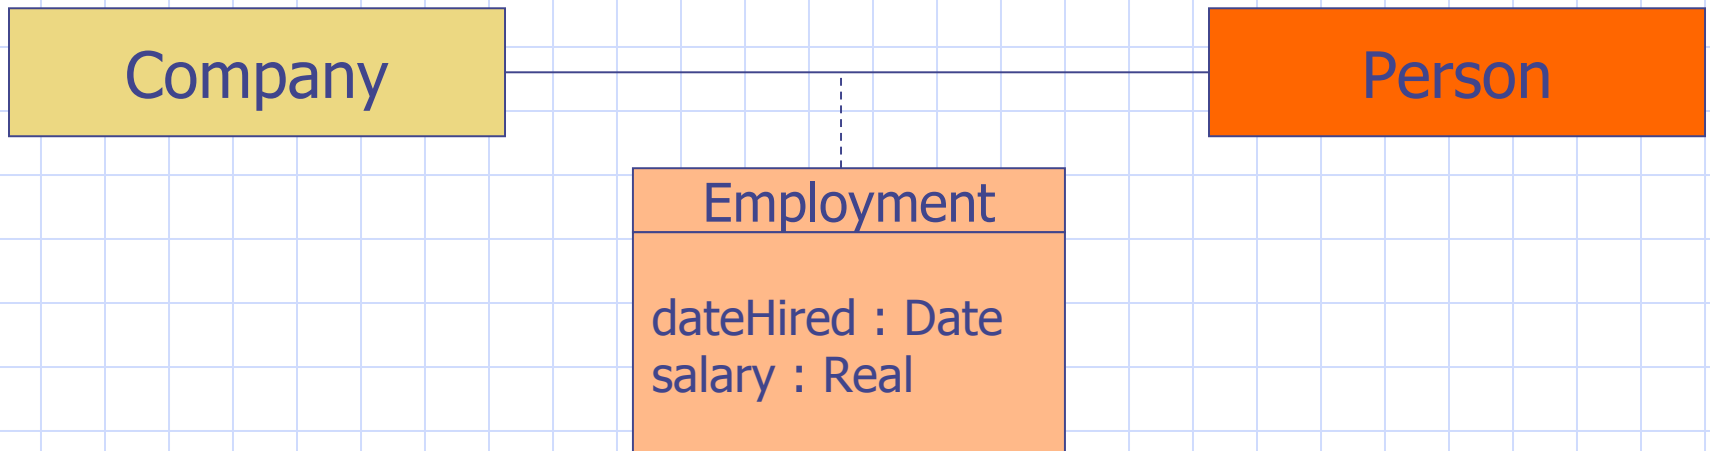 Company
Person
Employment
dateHired : Date
salary : Real